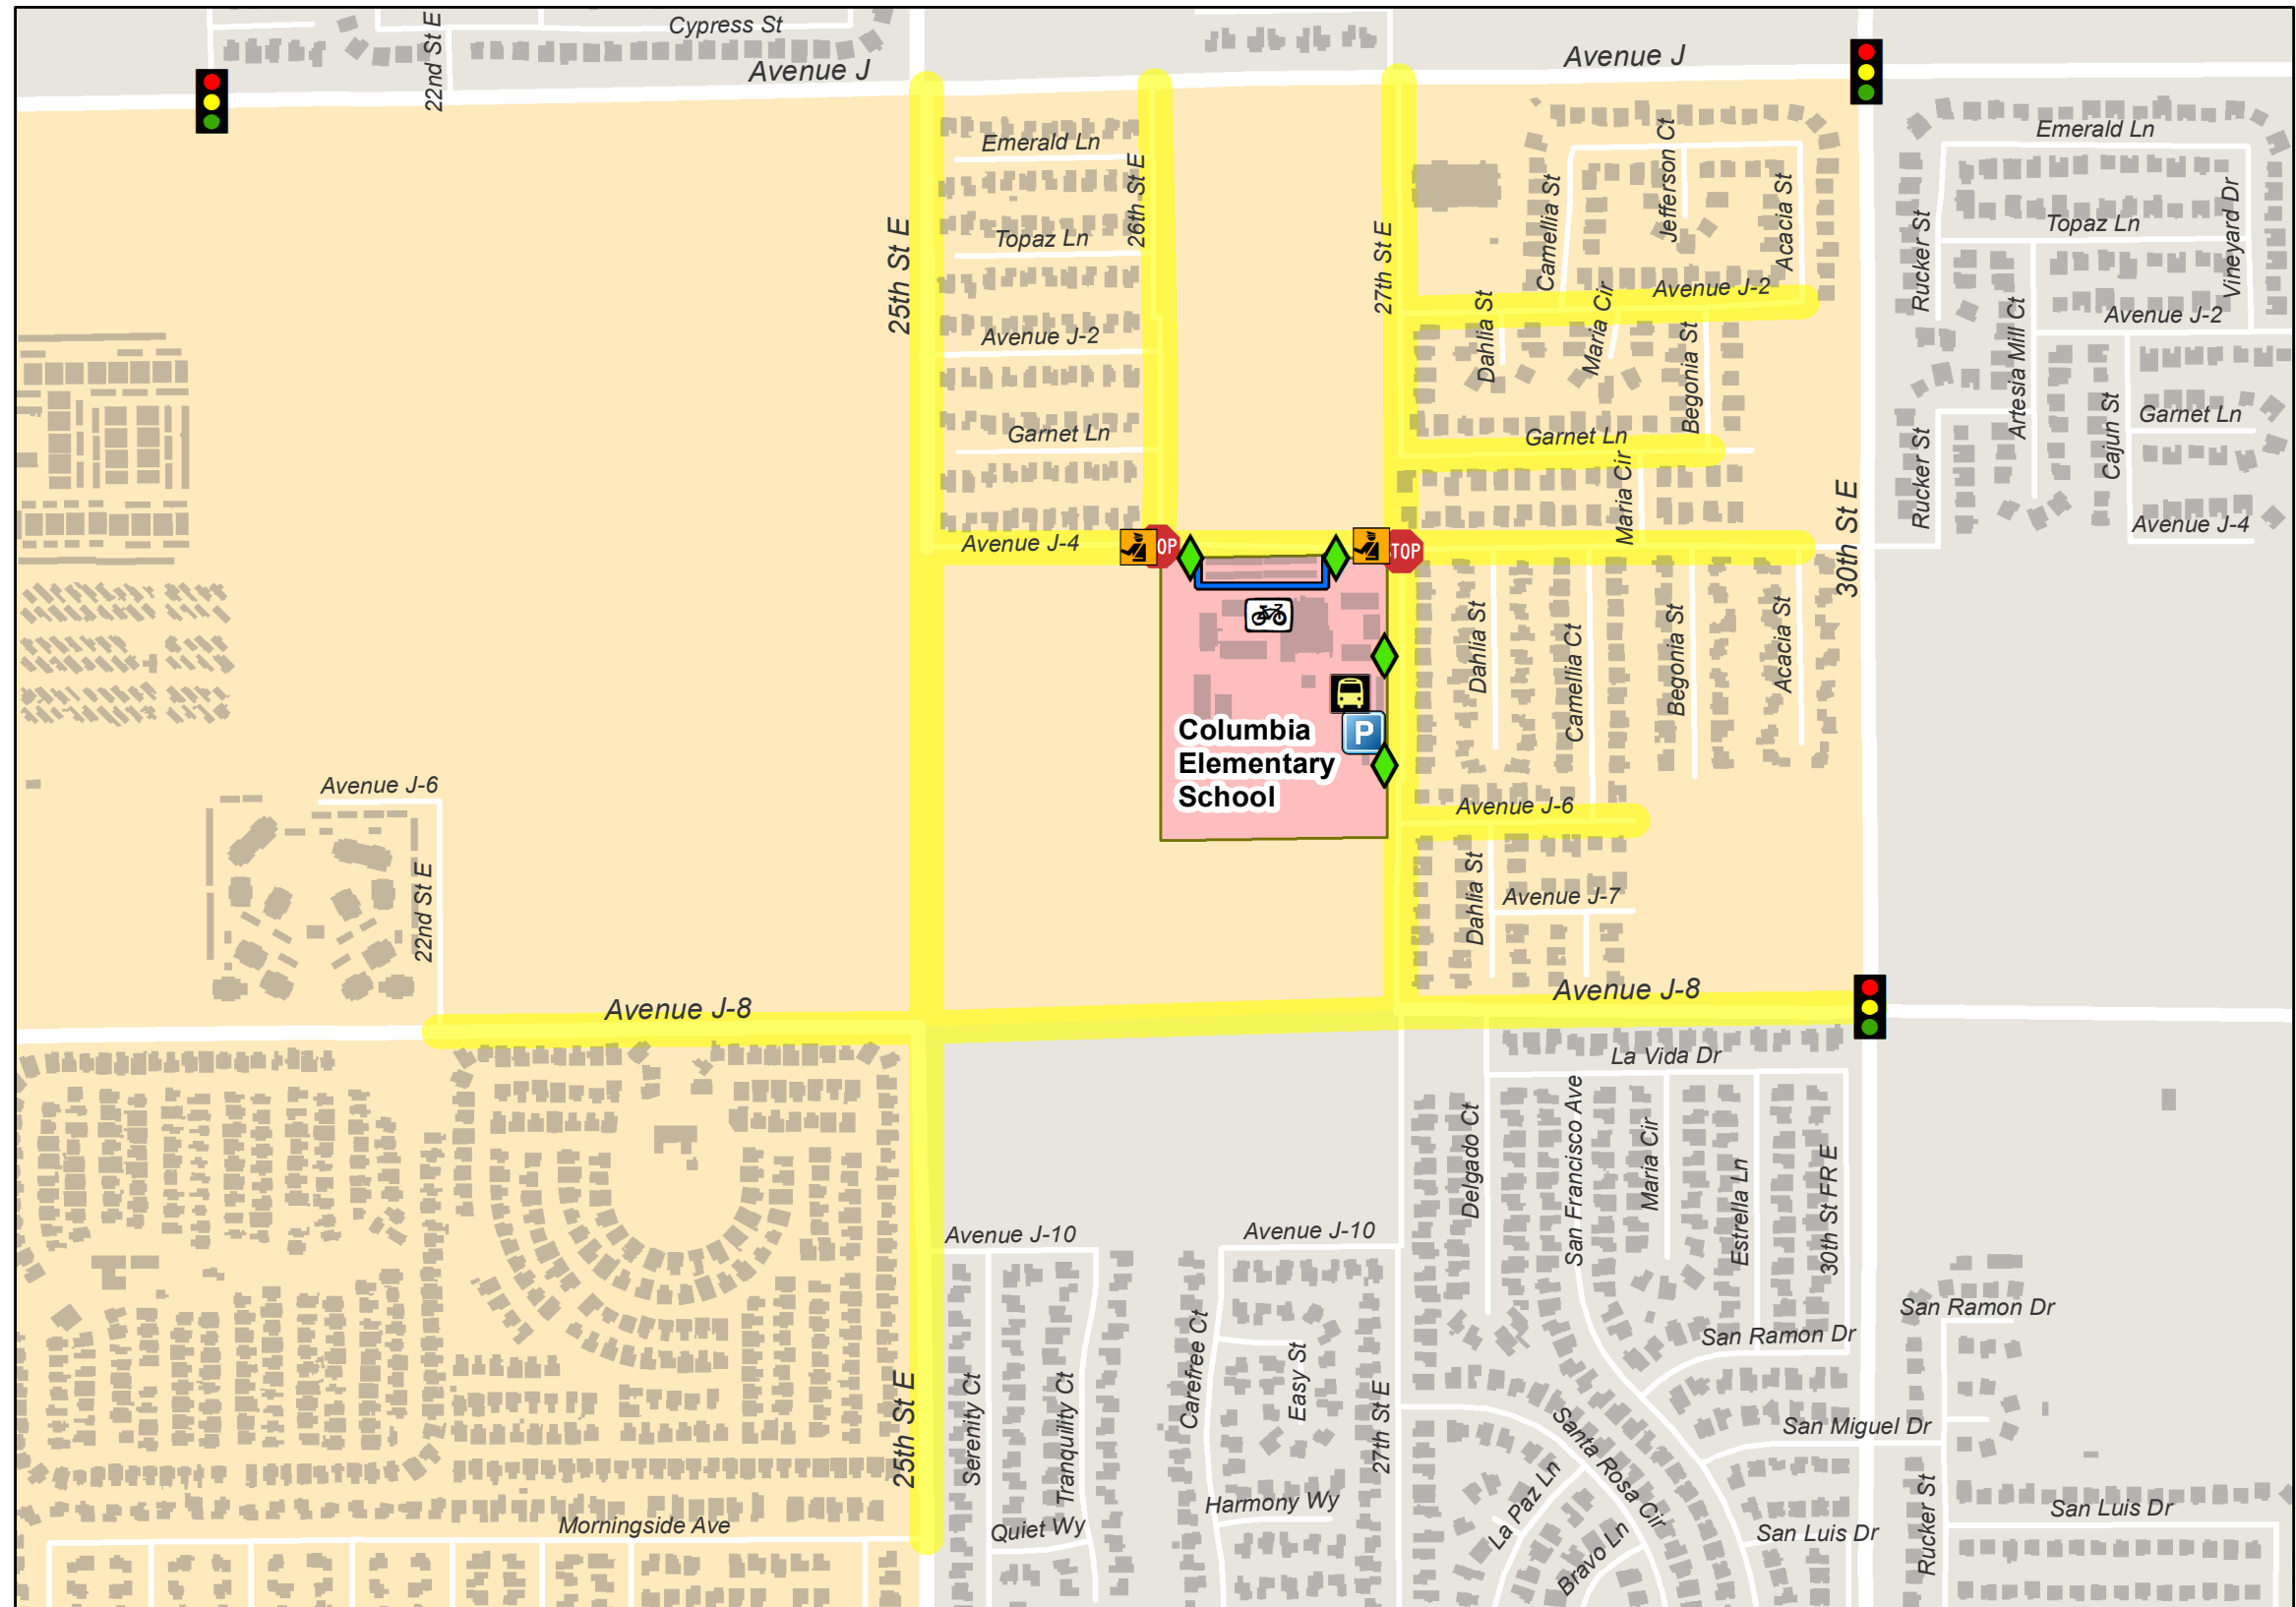 Cypress St
22nd St E
Avenue J
Avenue J
Emerald Ln
26th St E
Jefferson Ct
Emerald Ln
Camellia St
Acacia St
Vineyard Dr
25th St E
Topaz Ln
27th St E
Rucker St
Topaz Ln
Avenue J-2
Dahlia St
Maria Cir
Avenue J-2
Artesia Mill Ct
Avenue J-2
Begonia St
Garnet Ln
Garnet Ln
Maria Cir
Rucker St
Cajun St
Garnet Ln
30th St E
Avenue J-4
OP
STOP
Avenue J-4
Dahlia St
Camellia Ct
Begonia St
Acacia St
P
Columbia
Elementary
School
Avenue J-6
Avenue J-6
22nd St E
Dahlia St
Avenue J-7
Avenue J-8
Avenue J-8
La Vida Dr
Delgado Ct
San Francisco Ave
Maria Cir
Estrella Ln
30th St FR E
Avenue J-10
Avenue J-10
San Ramon Dr
San Ramon Dr
25th St E
Serenity Ct
Tranquility Ct
Carefree Ct
Easy St
27th St E
Santa Rosa Cir
San Miguel Dr
La Paz Ln
Harmony Wy
Rucker St
San Luis Dr
Morningside Ave
Quiet Wy
Bravo Ln
San Luis Dr